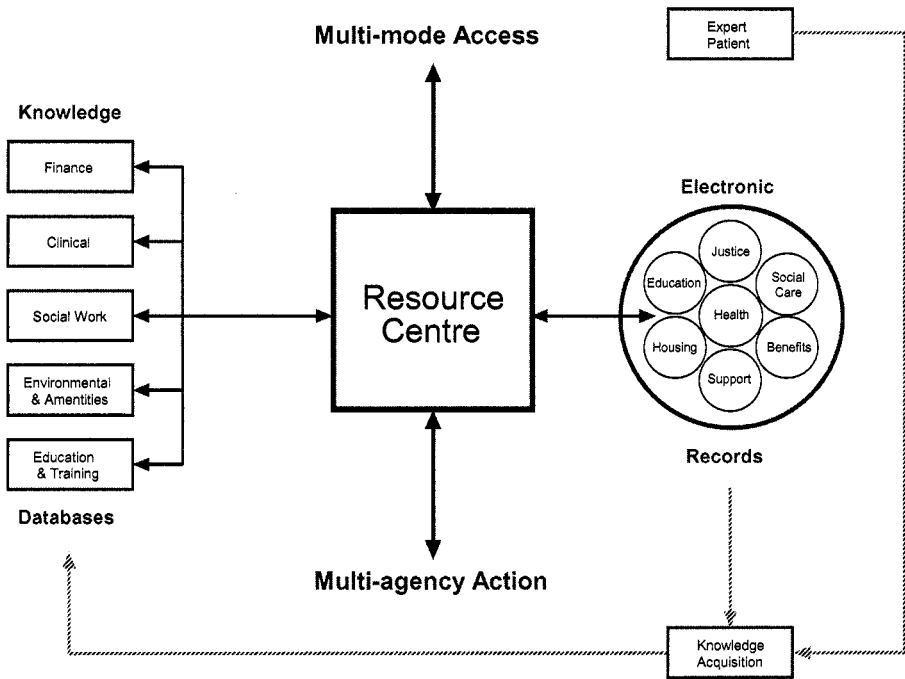 Multi-mode Access
Expert
Patient
Knowledge
Finance
Clinical
Social Work
Environmental
& Amentities
Education
& Training
Databases
Resource
Centre
Electronic
Justice
Education
Social
Care
Health
Housing
Benefits
Support
Records
Multi-agency Action
Knowledge
Acquisition